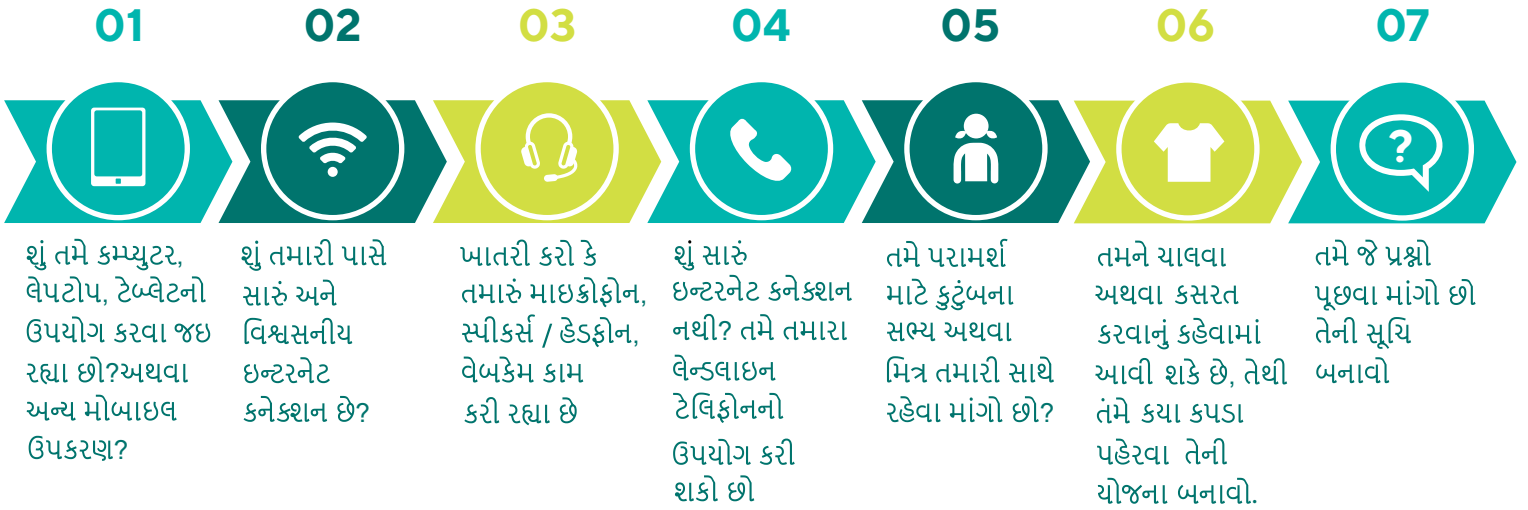 01
02
03
04
05
06
07
શું તમે કમ્પ્યુટર,
લેપટોપ, ટેબ્લેટનો
ઉપયોગ કરવા જઇ
રહ્યા છો?અથવા
અન્ય મોબાઇલ
ઉપકરણ?
શું તમારી પાસે
સારું અને
વિશ્વસનીય
ઇન્ટરનેટ
કનેક્શન છે?
ખાતરી કરો કે
તમારું માઇક્રોફોન,
સ્પીકર્સ / હેડફોન,
વેબકેમ કામ
કરી રહ્યા છે
શું સારું
ઇન્ટરનેટ કનેક્શન
નથી? તમે તમારા
લેન્ડલાઇન
ટેલિફોનનો
ઉપયોગ કરી
શકો છો
તમે પરામર્શ
માટે કુટુંબના
સભ્ય અથવા
મિત્ર તમારી સાથે
રહેવા માંગો છો?
તમને ચાલવા
અથવા કસરત
કરવાનું કહેવામાં
આવી શકે છે, તેથી
તંમે કયા કપડા
પહેરવા તેની
યોજના બનાવો.
તમે જે પ્રશ્નો
પૂછવા માંગો છો
તેની સૂચિ
બનાવો
?